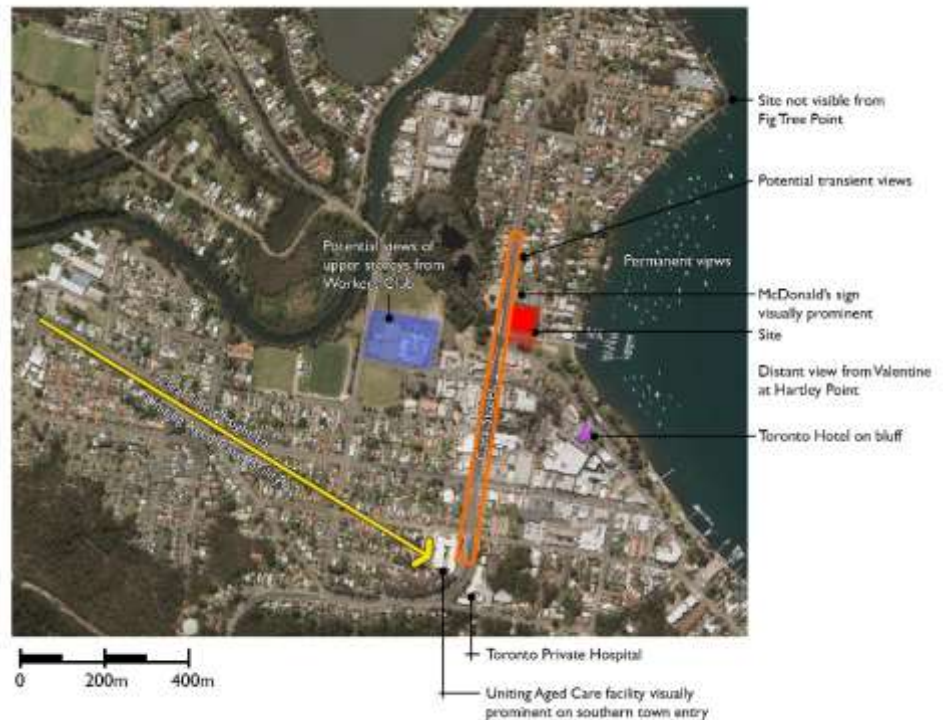 Site not visible from
Fig Tree Point
Potential transient views
Potential views of
upper storeys from
Workers Club
Permanent views
McDonald's sign
visually prominent
Site
Distant view from Valentine
at Hartley Point
Toronto Hotel on bluff
Toronto Private Hospital
Uniting Aged Care facility visually
prominent on southern town entry
0
200m
400m